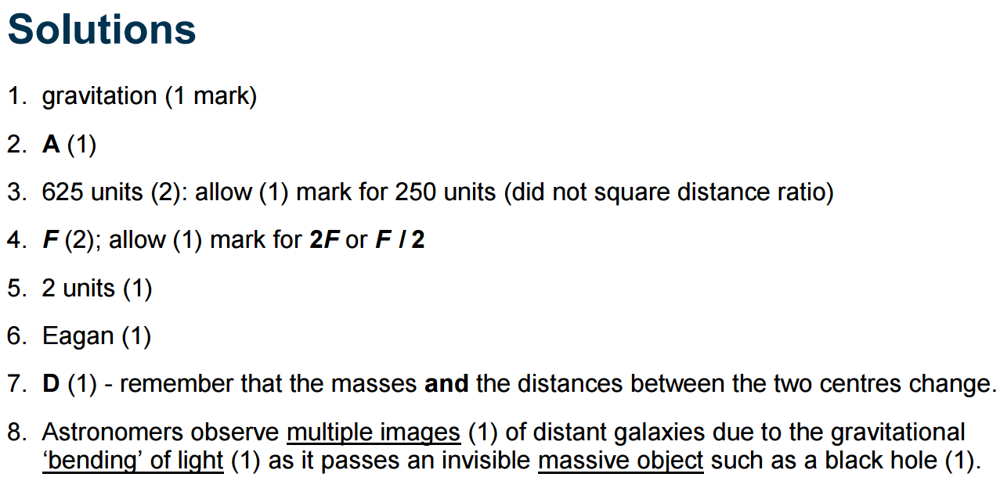 Solutions
1. gravitation (1 mark)
2. A (1)
3. 625 units (2): allow (1) mark for 250 units (did not square distance ratio)
4. F (2); allow (1) mark for 2F or F / 2
5. 2 units (1)
6. Eagan (1)
7. D (1) - remember that the masses and the distances between the two centres change.
8. Astronomers observe multiple images (1) of distant galaxies due to the gravitational
‘bending’ of light (1) as it passes an invisible massive object such as a black hole (1).